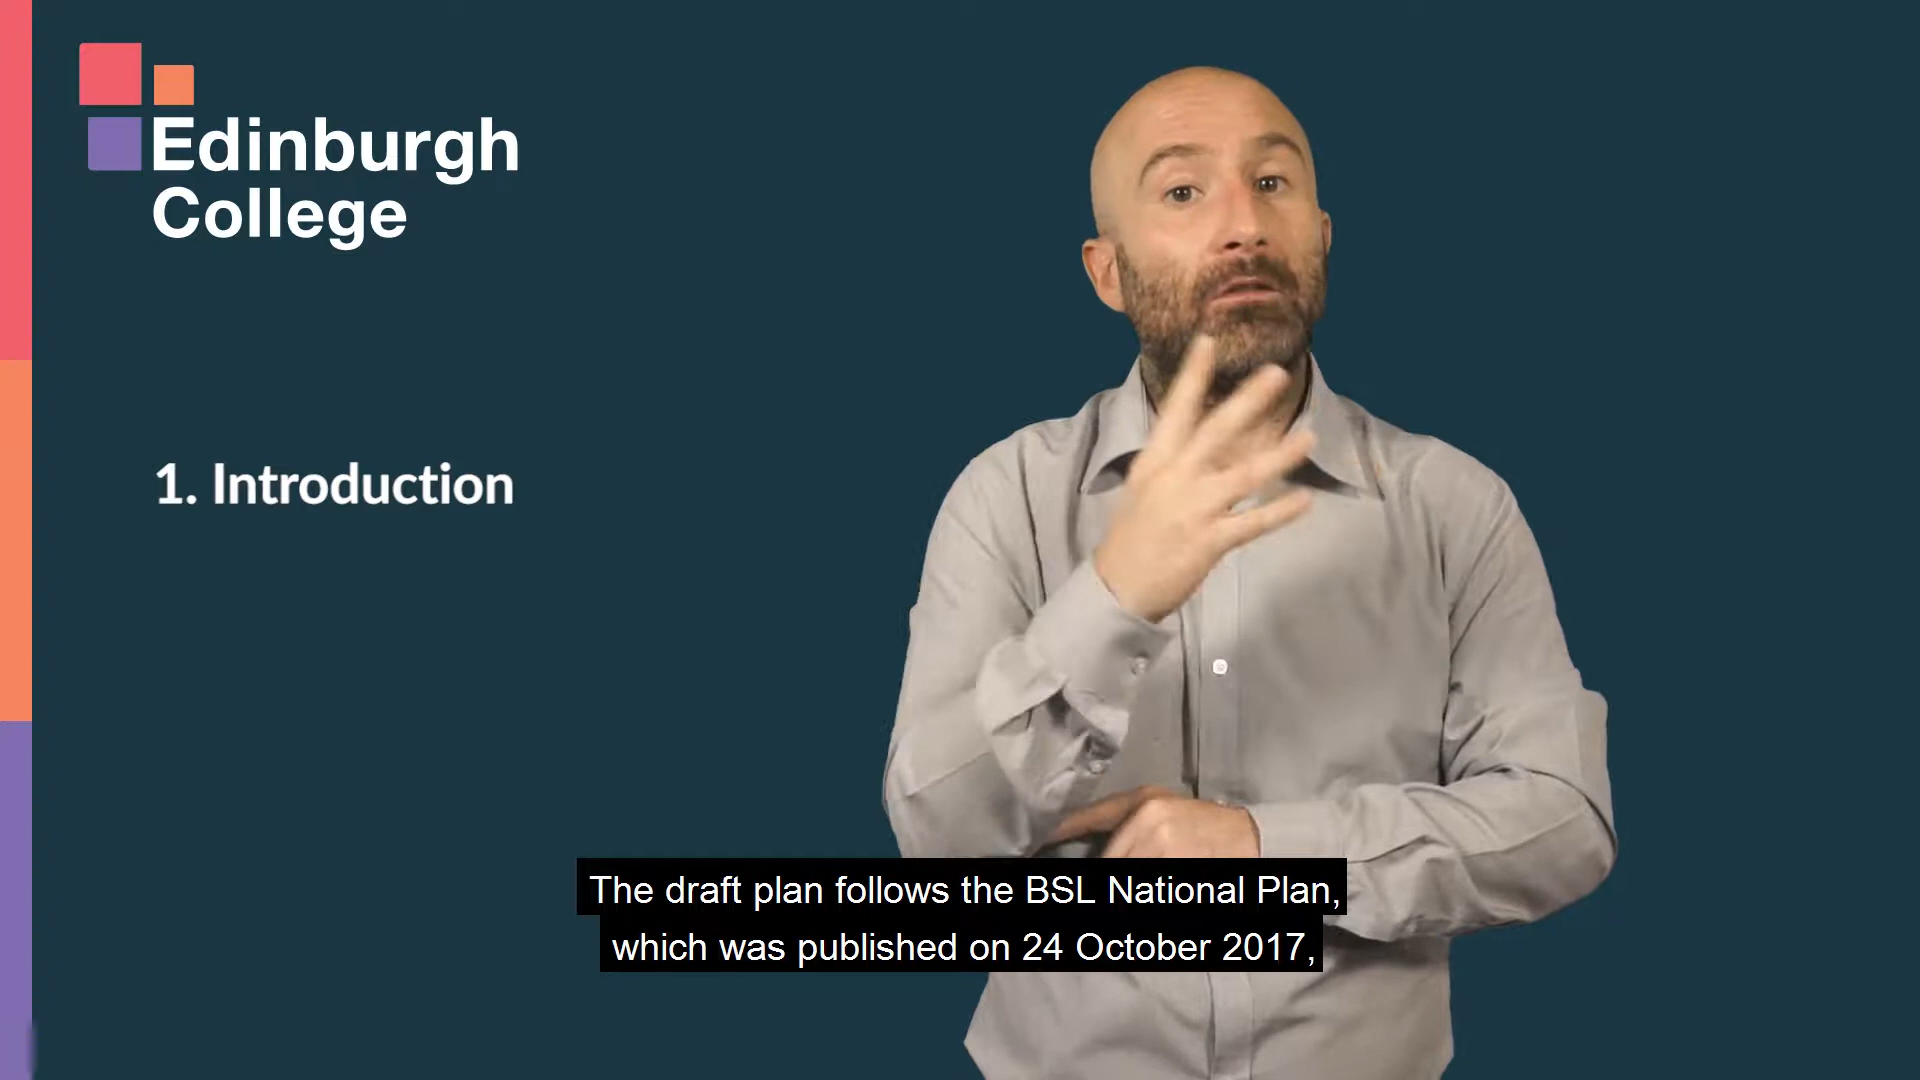 Edinburgh
College
1. Introduction
The draft plan follows the BSL National Plan,
which was published on 24 October 2017,